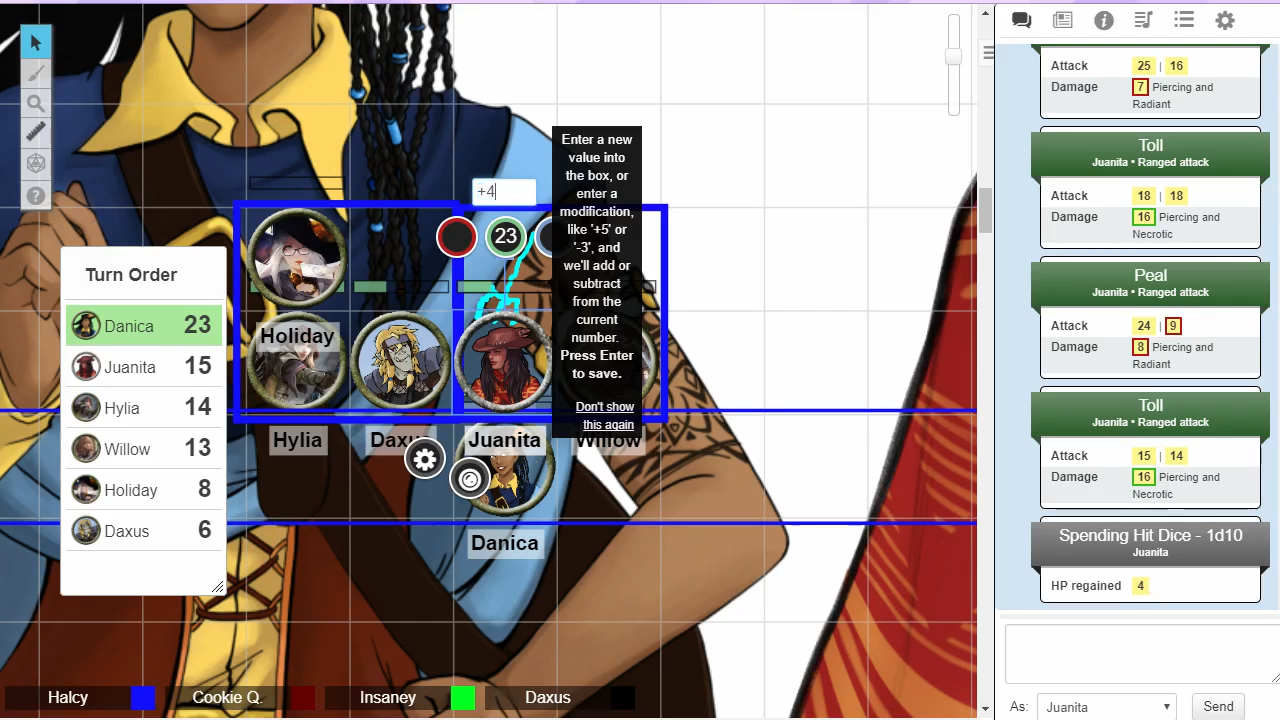 Turn Order
Danica 23
Juanita 15
Hylia 14
Willow 13
Holiday 8
Daxus 6
+4
23
Enter a new
value into
the box, or
enter a
modification,
like '+5' or
'-3', and
we'll add or
subtract
from the
current
number.
Press Enter
to save.
Don't show
this again
Holiday
Hylia
Daxu
Juanita
Willow
Danica
Halcy
Cookie Q.
Insaney
Daxus
Attack 25 | 16
Damage 7 Piercing and
Radiant
Toll
Juanita • Ranged attack
Attack 18 | 18
Damage 16 Piercing and
Necrotic
Peal
Juanita • Ranged attack
Attack 24 | 9
Damage 8 Piercing and
Radiant
Toll
Juanita • Ranged attack
Attack 15 | 14
Damage 16 Piercing and
Necrotic
Spending Hit Dice - 1d10
Juanita
HP regained 4
As: Juanita
Send